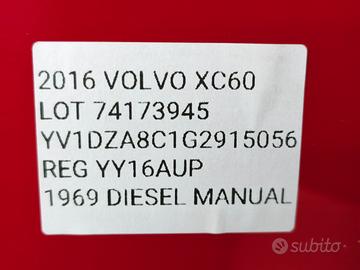 2016 VOLVO XC60
LOT 74173945
YV1DZA8C1G2915056
REG YY16AUP
1969 DIESEL MANUAL
subito